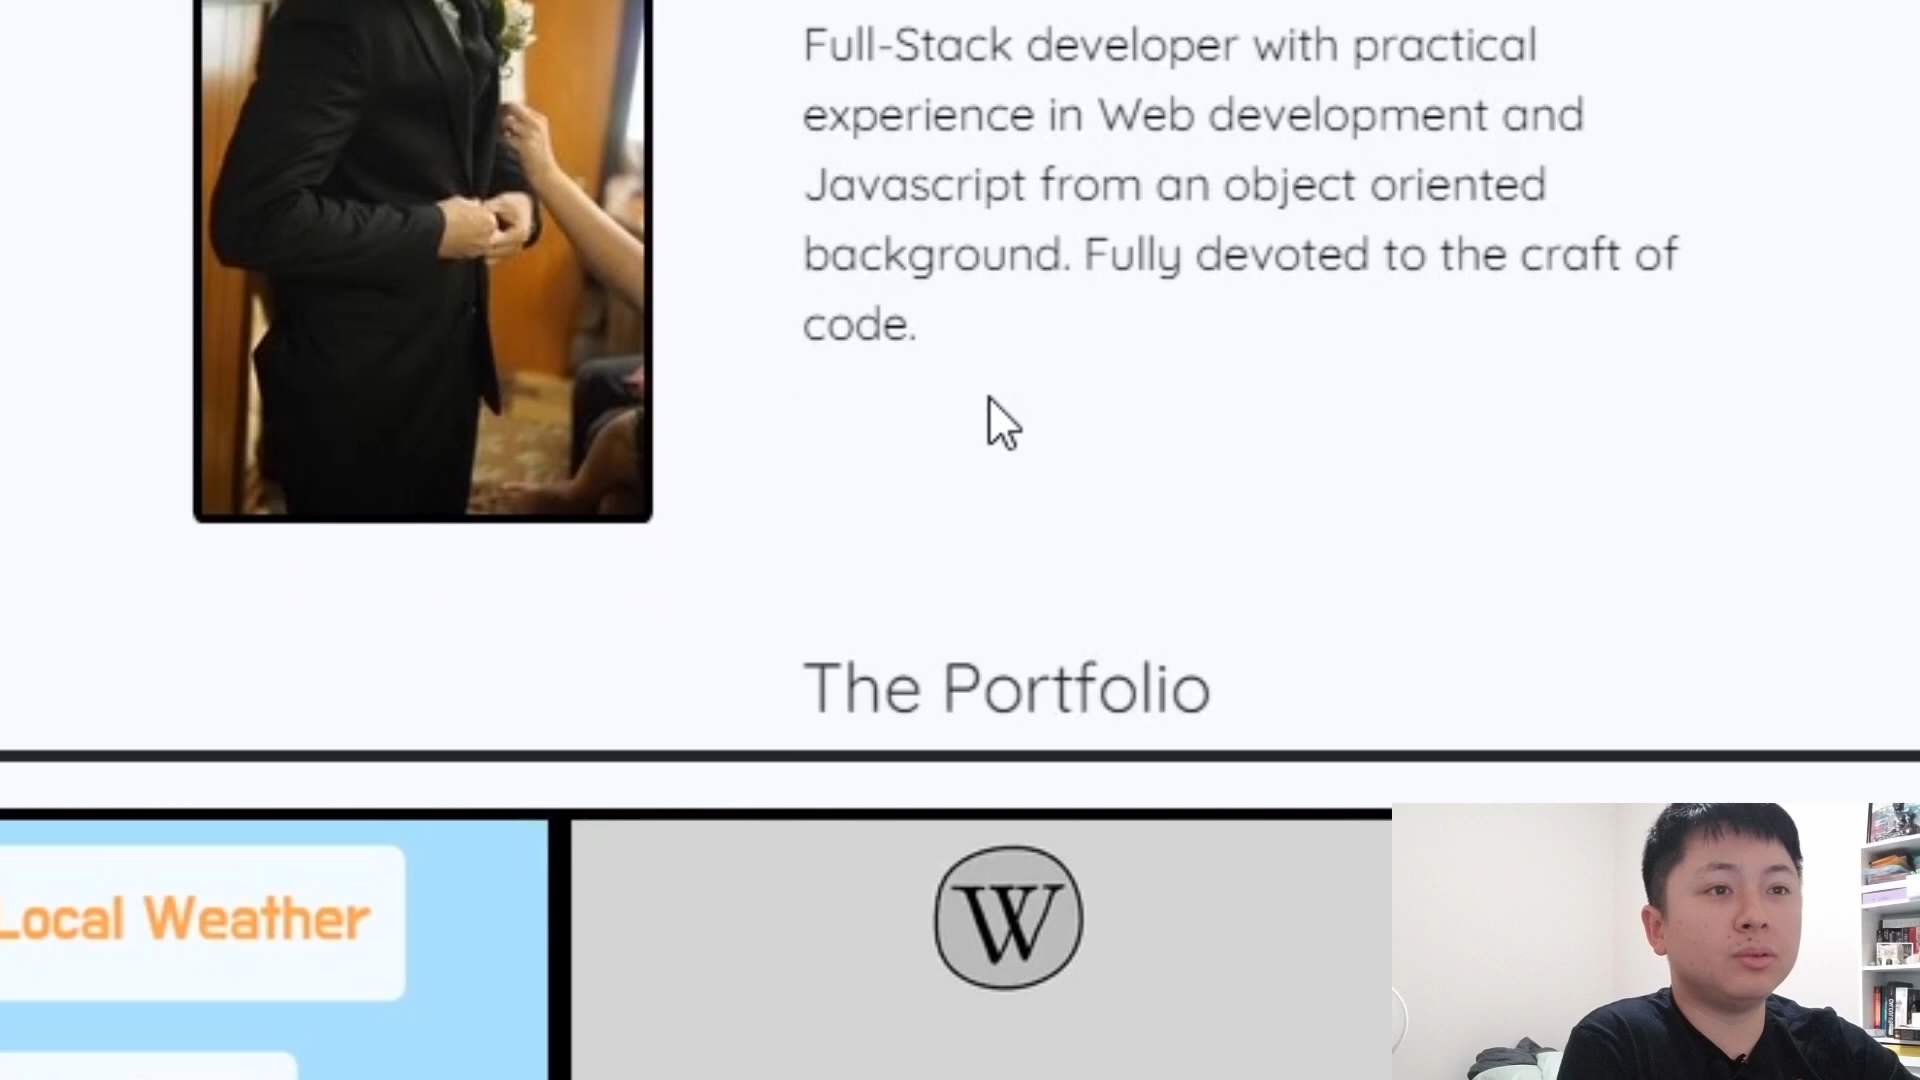 Full-Stack developer with practical
experience in Web development and
Javascript from an object oriented
background. Fully devoted to the craft of
code.
The Portfolio
Local Weather
W